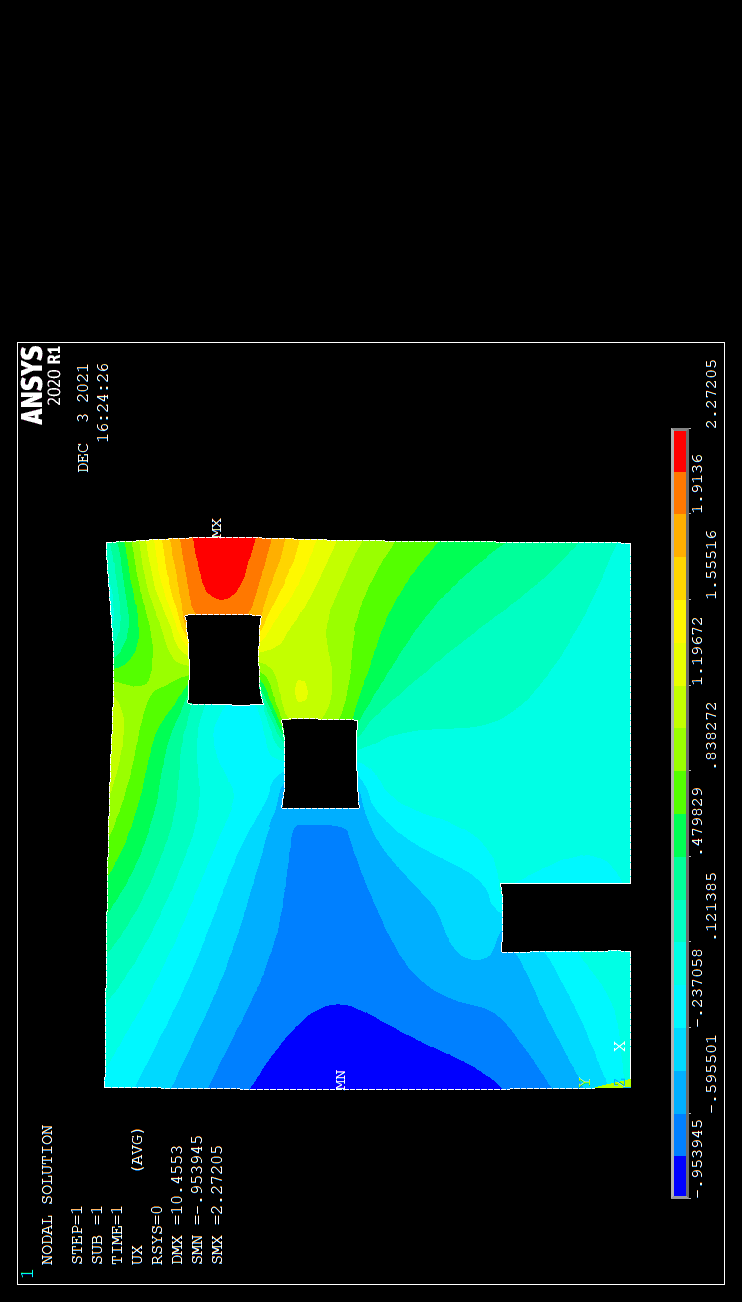 1
ANSYS
2020 R1
NODAL SOLUTION
DEC  3 2021
16:24:26
STEP=1
SUB =1
TIME=1
UX       (AVG)
RSYS=0
DMX =10.4553
SMN =-.953945
SMX =2.27205
MX
MN
Y
Z X
-.953945
-.595501
-.237058
.121385
.479829
.838272
1.19672
1.55516
1.9136
2.27205